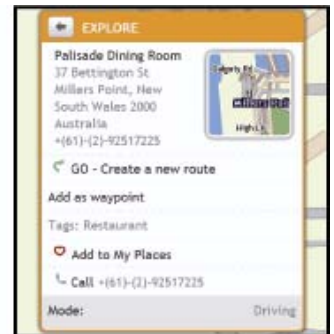 EXPLORE
Palisade Dining Room
37 Bettington St
Millers Point, New
South Wales 2000
Australia
+(61)-(2)-92517225
GO - Create a new route
Add as waypoint
Tags: Restaurant
Add to My Places
Call +(61)-(2)-92517225
Mode: Driving